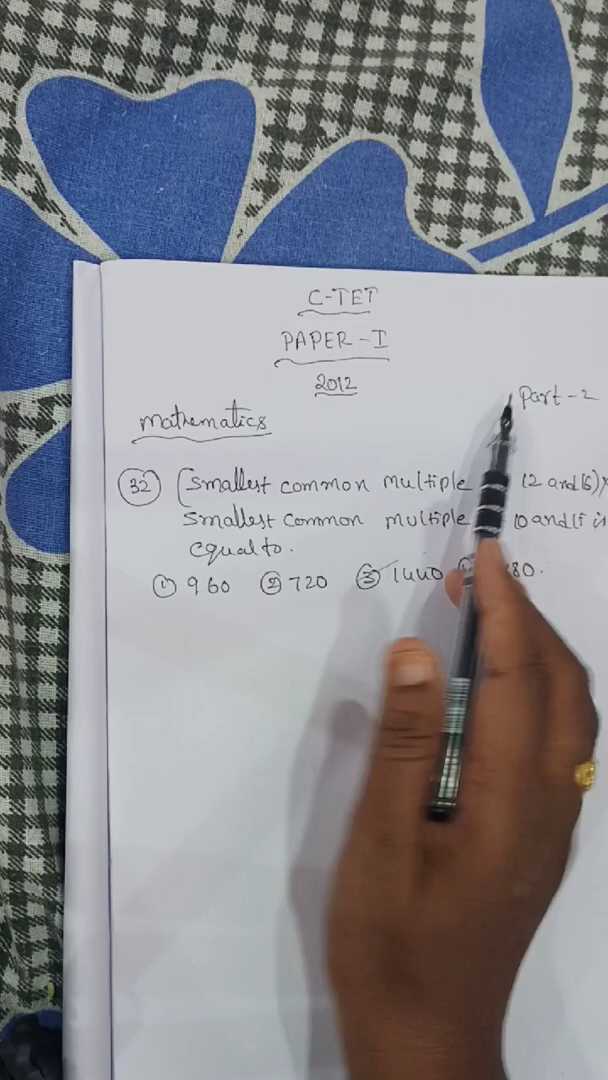 C-TET
PAPER-I
2012
Part-2
Mathematics
32 (Smallest common multiple 12 and 16) x
Smallest common multiple 10 and 15 is
equal to.
① 960 ② 720 ③ 1440 80.